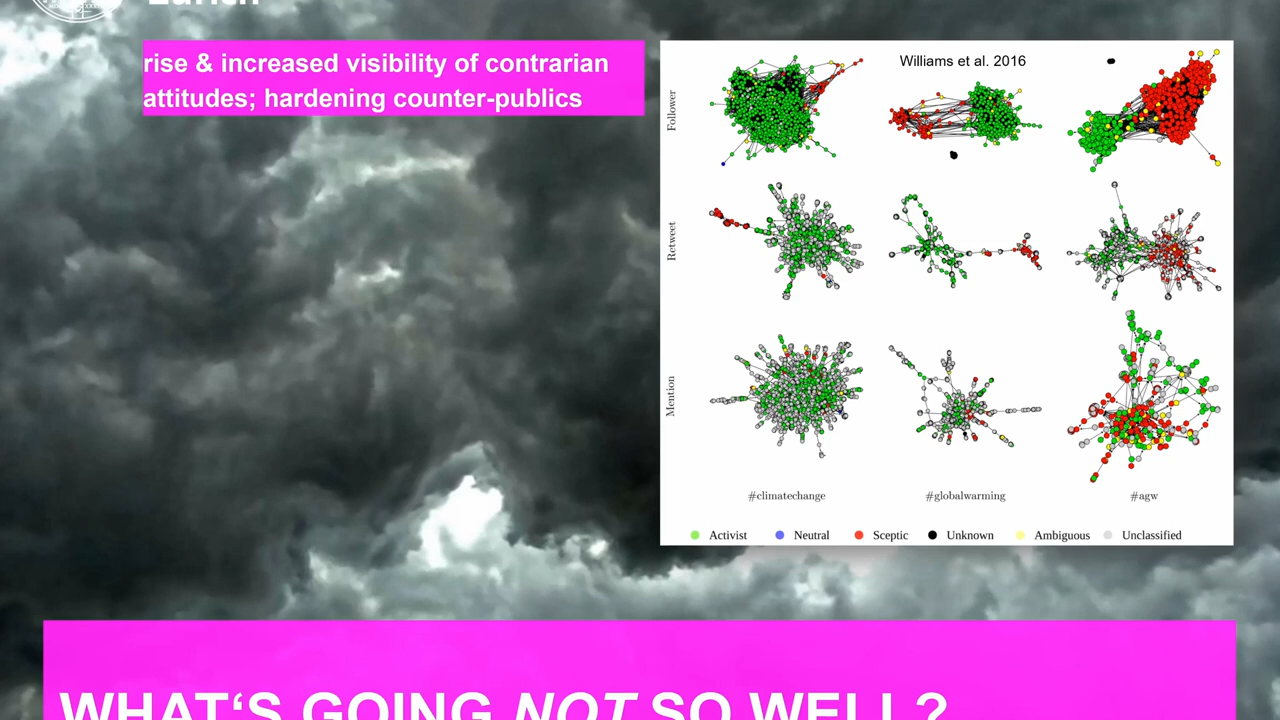 rise & increased visibility of contrarian
attitudes; hardening counter-publics
Williams et al. 2016
Follower
Retweet
Mention
#climatechange
#globalwarming
#agw
Activist
Neutral
Sceptic
Unknown
Ambiguous
Unclassified
WHAT‘S GOING NOT SO WELL?